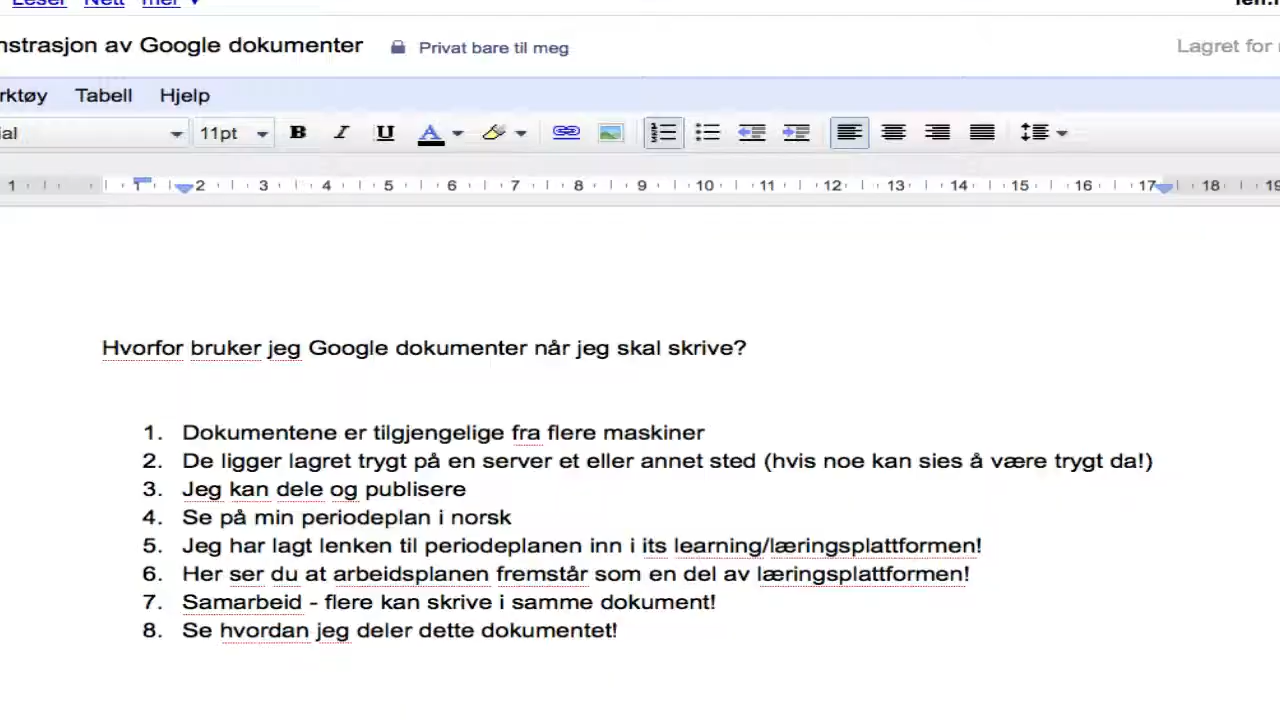 Leser Nett mer ▼
nstrasjon av Google dokumenter Privat bare til meg Lagret for
rktøy Tabell Hjelp
ial 11pt B I U A
1 1 2 3 4 5 6 7 8 9 10 11 12 13 14 15 16 17 18 19
Hvorfor bruker jeg Google dokumenter når jeg skal skrive?
1. Dokumentene er tilgjengelige fra flere maskiner
2. De ligger lagret trygt på en server et eller annet sted (hvis noe kan sies å være trygt da!)
3. Jeg kan dele og publisere
4. Se på min periodeplan i norsk
5. Jeg har lagt lenken til periodeplanen inn i its learning/læringsplattformen!
6. Her ser du at arbeidsplanen fremstår som en del av læringsplattformen!
7. Samarbeid - flere kan skrive i samme dokument!
8. Se hvordan jeg deler dette dokumentet!